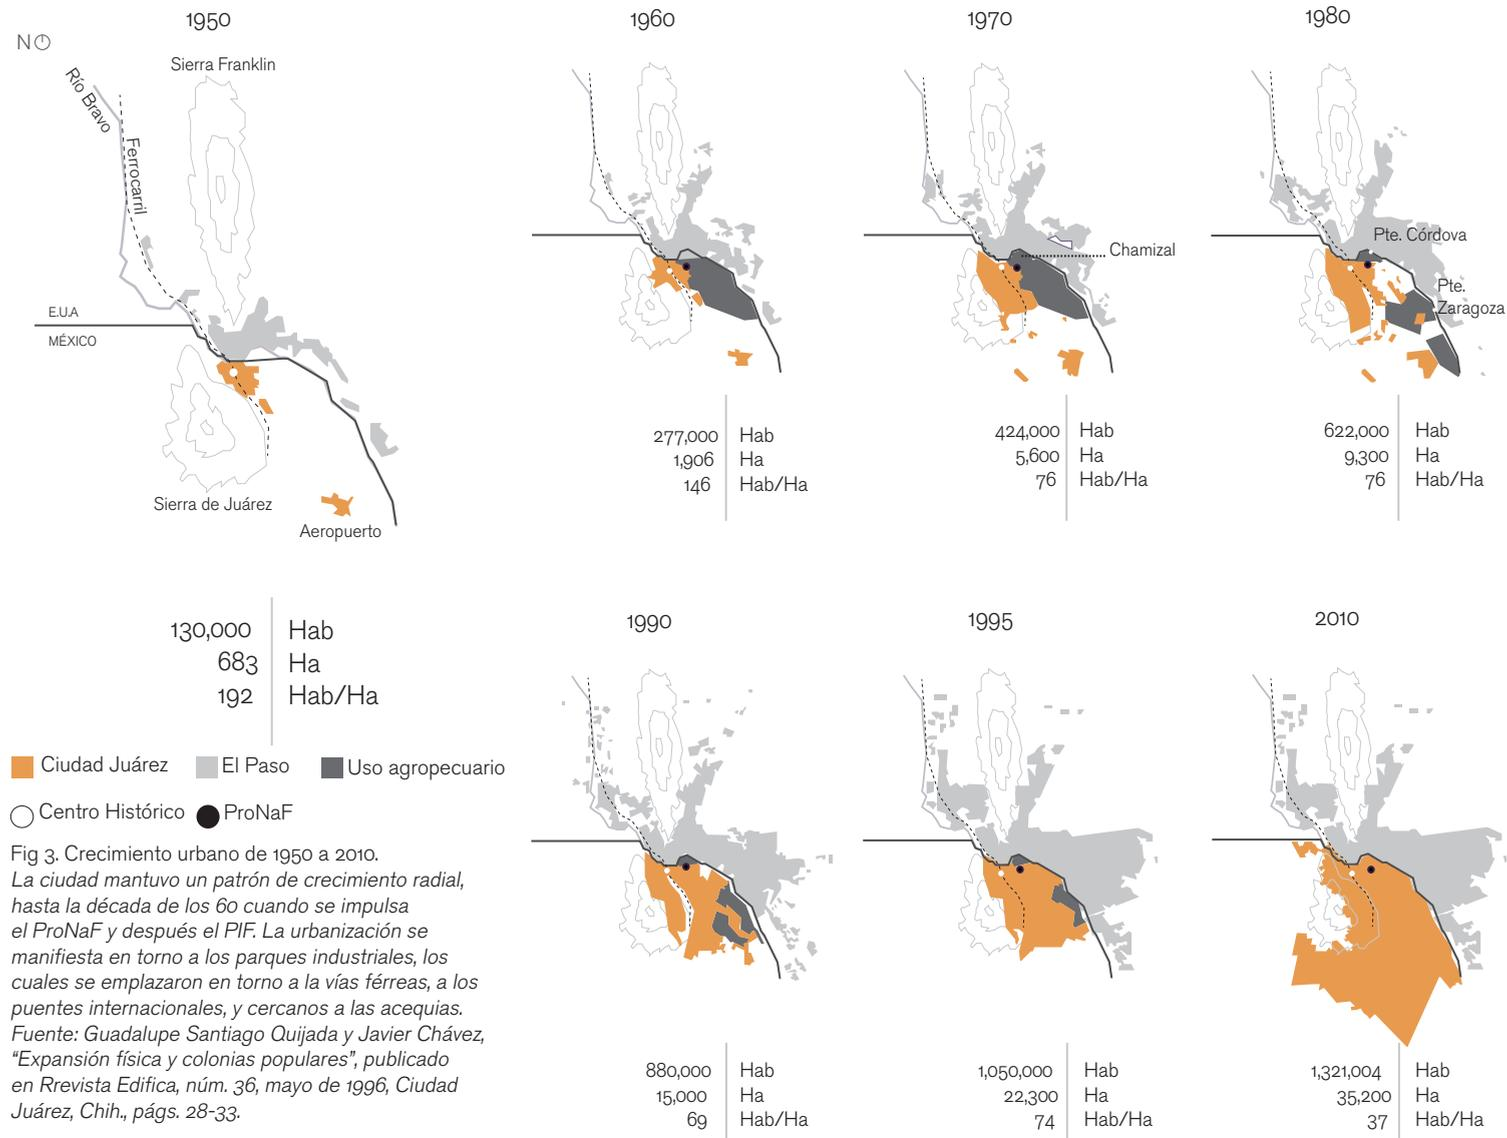 1950
N
Sierra Franklin
Río Bravo
Ferrocarril
E.U.A
MÉXICO
Sierra de Juárez
Aeropuerto
130,000 Hab
683 Ha
192 Hab/Ha
1960
277,000 Hab
1,906 Ha
146 Hab/Ha
1970
Chamizal
424,000 Hab
5,600 Ha
76 Hab/Ha
1980
Pte. Córdova
Pte.
Zaragoza
622,000 Hab
9,300 Ha
76 Hab/Ha
1990
880,000 Hab
15,000 Ha
69 Hab/Ha
1995
1,050,000 Hab
22,300 Ha
74 Hab/Ha
2010
1,321,004 Hab
35,200 Ha
37 Hab/Ha
Ciudad Juárez El Paso Uso agropecuario
Centro Histórico ProNaF
Fig 3. Crecimiento urbano de 1950 a 2010.
La ciudad mantuvo un patrón de crecimiento radial,
hasta la década de los 60 cuando se impulsa
el ProNaF y después el PIF. La urbanización se
manifiesta en torno a los parques industriales, los
cuales se emplazaron en torno a la vías férreas, a los
puentes internacionales, y cercanos a las acequias.
Fuente: Guadalupe Santiago Quijada y Javier Chávez,
“Expansión física y colonias populares”, publicado
en Rrevista Edifica, núm. 36, mayo de 1996, Ciudad
Juárez, Chih., págs. 28-33.